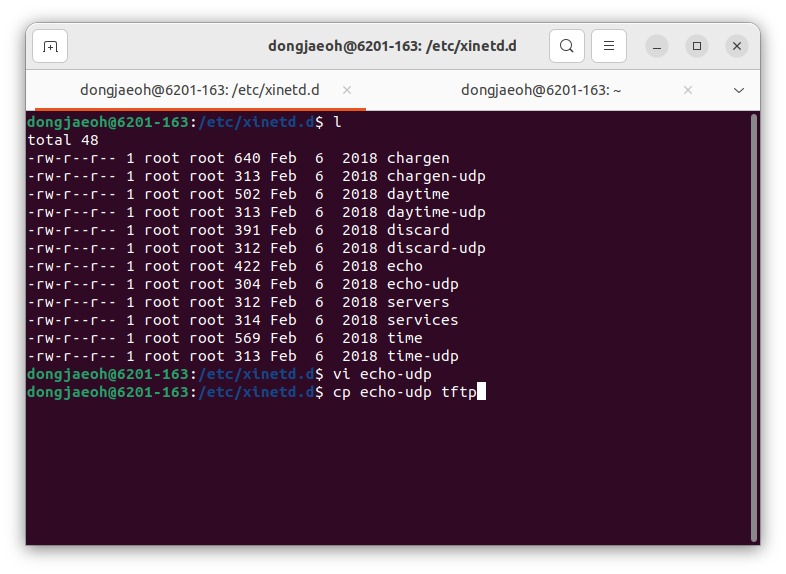 dongjaeoh@6201-163: /etc/xinetd.d
dongjaeoh@6201-163: /etc/xinetd.d
dongjaeoh@6201-163: ~
dongjaeoh@6201-163:/etc/xinetd.d$ l
total 48
-rw-r--r-- 1 root root 640 Feb  6  2018 chargen
-rw-r--r-- 1 root root 313 Feb  6  2018 chargen-udp
-rw-r--r-- 1 root root 502 Feb  6  2018 daytime
-rw-r--r-- 1 root root 313 Feb  6  2018 daytime-udp
-rw-r--r-- 1 root root 391 Feb  6  2018 discard
-rw-r--r-- 1 root root 312 Feb  6  2018 discard-udp
-rw-r--r-- 1 root root 422 Feb  6  2018 echo
-rw-r--r-- 1 root root 304 Feb  6  2018 echo-udp
-rw-r--r-- 1 root root 312 Feb  6  2018 servers
-rw-r--r-- 1 root root 314 Feb  6  2018 services
-rw-r--r-- 1 root root 569 Feb  6  2018 time
-rw-r--r-- 1 root root 313 Feb  6  2018 time-udp
dongjaeoh@6201-163:/etc/xinetd.d$ vi echo-udp
dongjaeoh@6201-163:/etc/xinetd.d$ cp echo-udp tftp